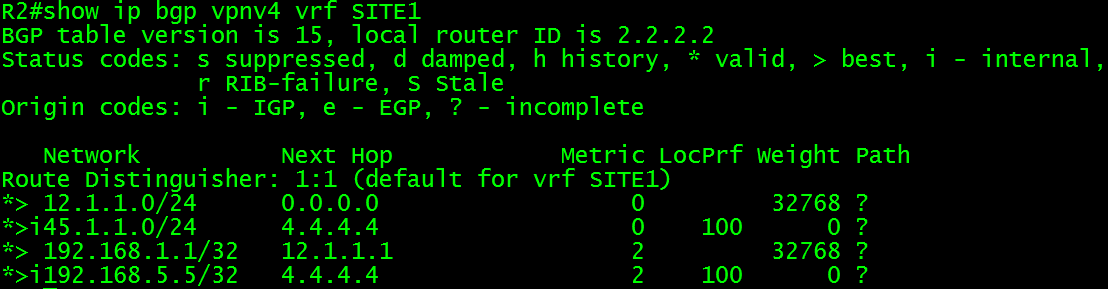 R2#show ip bgp vpnv4 vrf SITE1
BGP table version is 15, local router ID is 2.2.2.2
Status codes: s suppressed, d damped, h history, * valid, > best, i - internal,
              r RIB-failure, S Stale
Origin codes: i - IGP, e - EGP, ? - incomplete

   Network          Next Hop            Metric LocPrf Weight Path
Route Distinguisher: 1:1 (default for vrf SITE1)
*> 12.1.1.0/24      0.0.0.0                  0         32768 ?
*>i45.1.1.0/24      4.4.4.4                  0    100      0 ?
*> 192.168.1.1/32   12.1.1.1                 2         32768 ?
*>i192.168.5.5/32   4.4.4.4                  2    100      0 ?